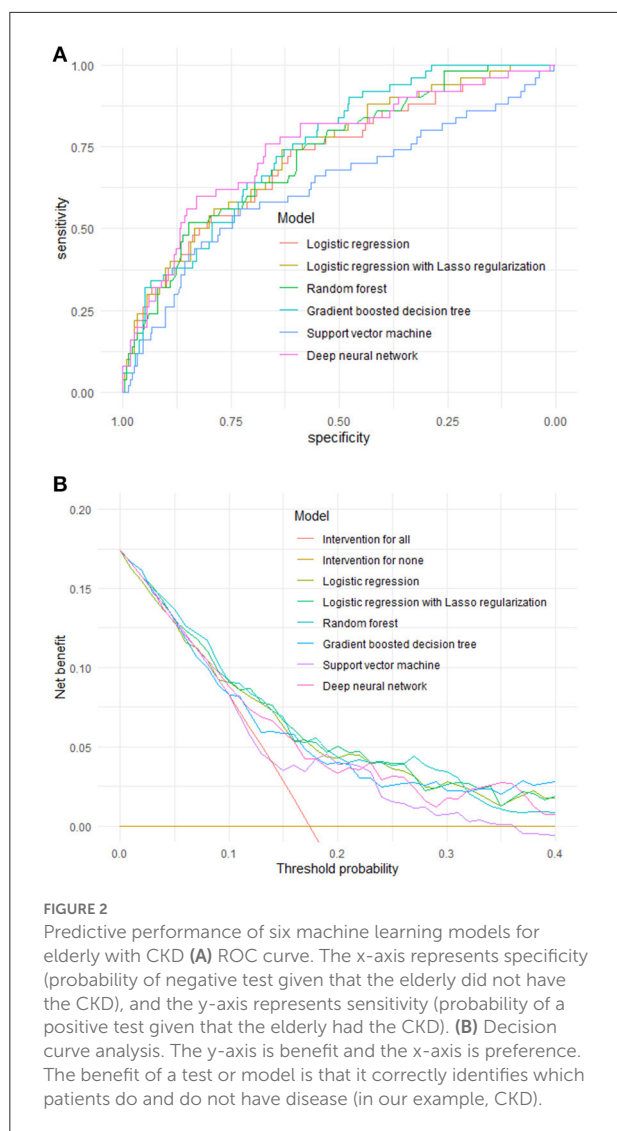 A
1.00
0.75
0.50
0.25
0.00
sensitivity
Model
Logistic regression
Logistic regression with Lasso regularization
Random forest
Gradient boosted decision tree
Support vector machine
Deep neural network
1.00
0.75
0.50
0.25
0.00
specificity
B
0.20
0.15
0.10
0.05
0.00
Net benefit
Model
Intervention for all
Intervention for none
Logistic regression
Logistic regression with Lasso regularization
Random forest
Gradient boosted decision tree
Support vector machine
Deep neural network
0.0
0.1
0.2
0.3
0.4
Threshold probability
FIGURE 2
Predictive performance of six machine learning models for
elderly with CKD (A) ROC curve. The x-axis represents specificity
(probability of negative test given that the elderly did not have
the CKD), and the y-axis represents sensitivity (probability of a
positive test given that the elderly had the CKD). (B) Decision
curve analysis. The y-axis is benefit and the x-axis is preference.
The benefit of a test or model is that it correctly identifies which
patients do and do not have disease (in our example, CKD).